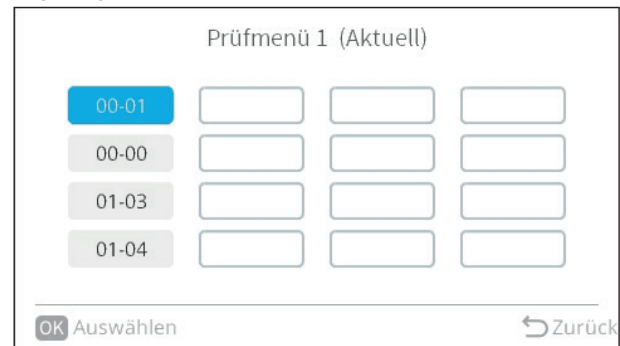 Prüfmenü 1 (Aktuell)
00-01
00-00
01-03
01-04
OK Auswählen
Zurück